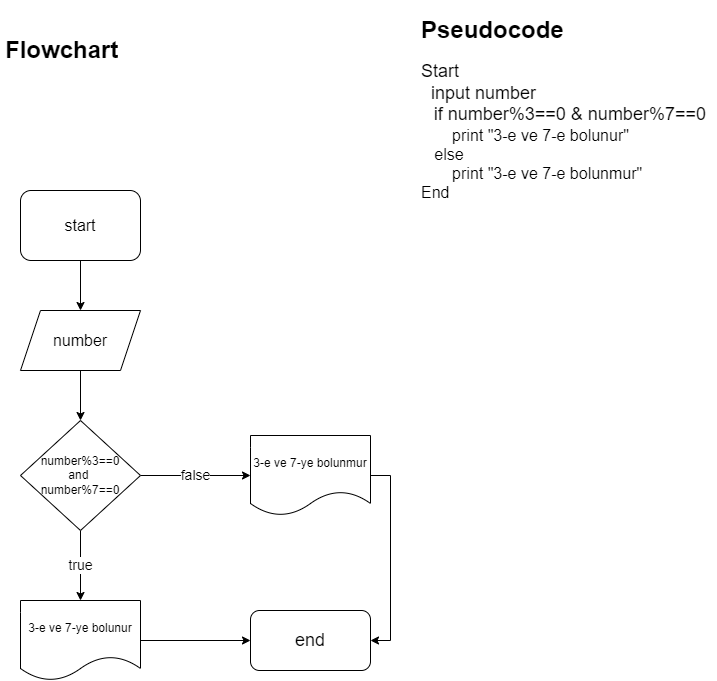 Flowchart
start
number
number%3==0
and
number%7==0
false
3-e ve 7-ye bolunmur
true
3-e ve 7-ye bolunur
end
Pseudocode
Start
input number
if number%3==0 & number%7==0
print "3-e ve 7-e bolunur"
else
print "3-e ve 7-e bolunmur"
End